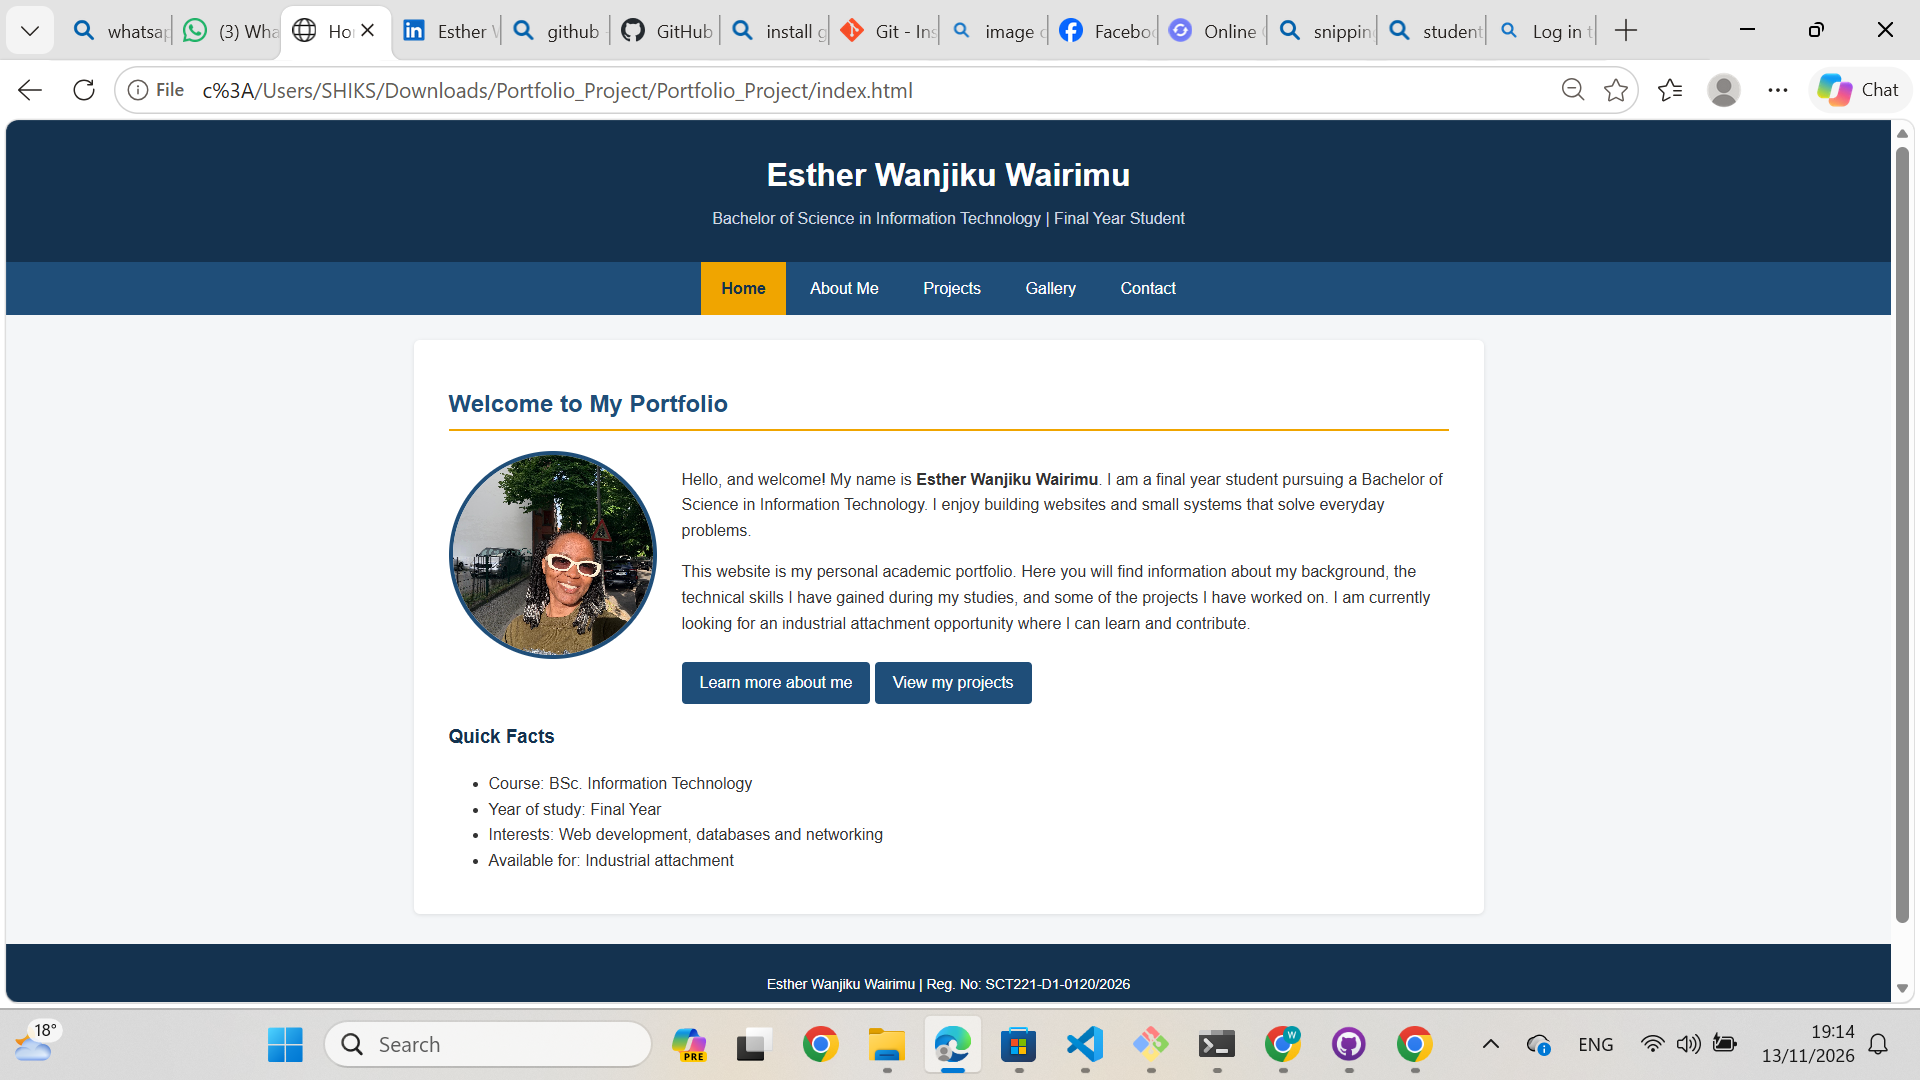 whatsap
(3) Wha
Ho
Esther W
github
GitHub
install g
Git - Ins
image c
Faceboo
Online
snippin
student
Log in t
File
c%3A/Users/SHIKS/Downloads/Portfolio_Project/Portfolio_Project/index.html
Chat
Esther Wanjiku Wairimu
Bachelor of Science in Information Technology | Final Year Student
Home
About Me
Projects
Gallery
Contact
Welcome to My Portfolio
Hello, and welcome! My name is Esther Wanjiku Wairimu. I am a final year student pursuing a Bachelor of
Science in Information Technology. I enjoy building websites and small systems that solve everyday
problems.
This website is my personal academic portfolio. Here you will find information about my background, the
technical skills I have gained during my studies, and some of the projects I have worked on. I am currently
looking for an industrial attachment opportunity where I can learn and contribute.
Learn more about me
View my projects
Quick Facts
• Course: BSc. Information Technology
• Year of study: Final Year
• Interests: Web development, databases and networking
• Available for: Industrial attachment
Esther Wanjiku Wairimu | Reg. No: SCT221-D1-0120/2026
18°
Search
PRE
W
ENG
19:14
13/11/2026